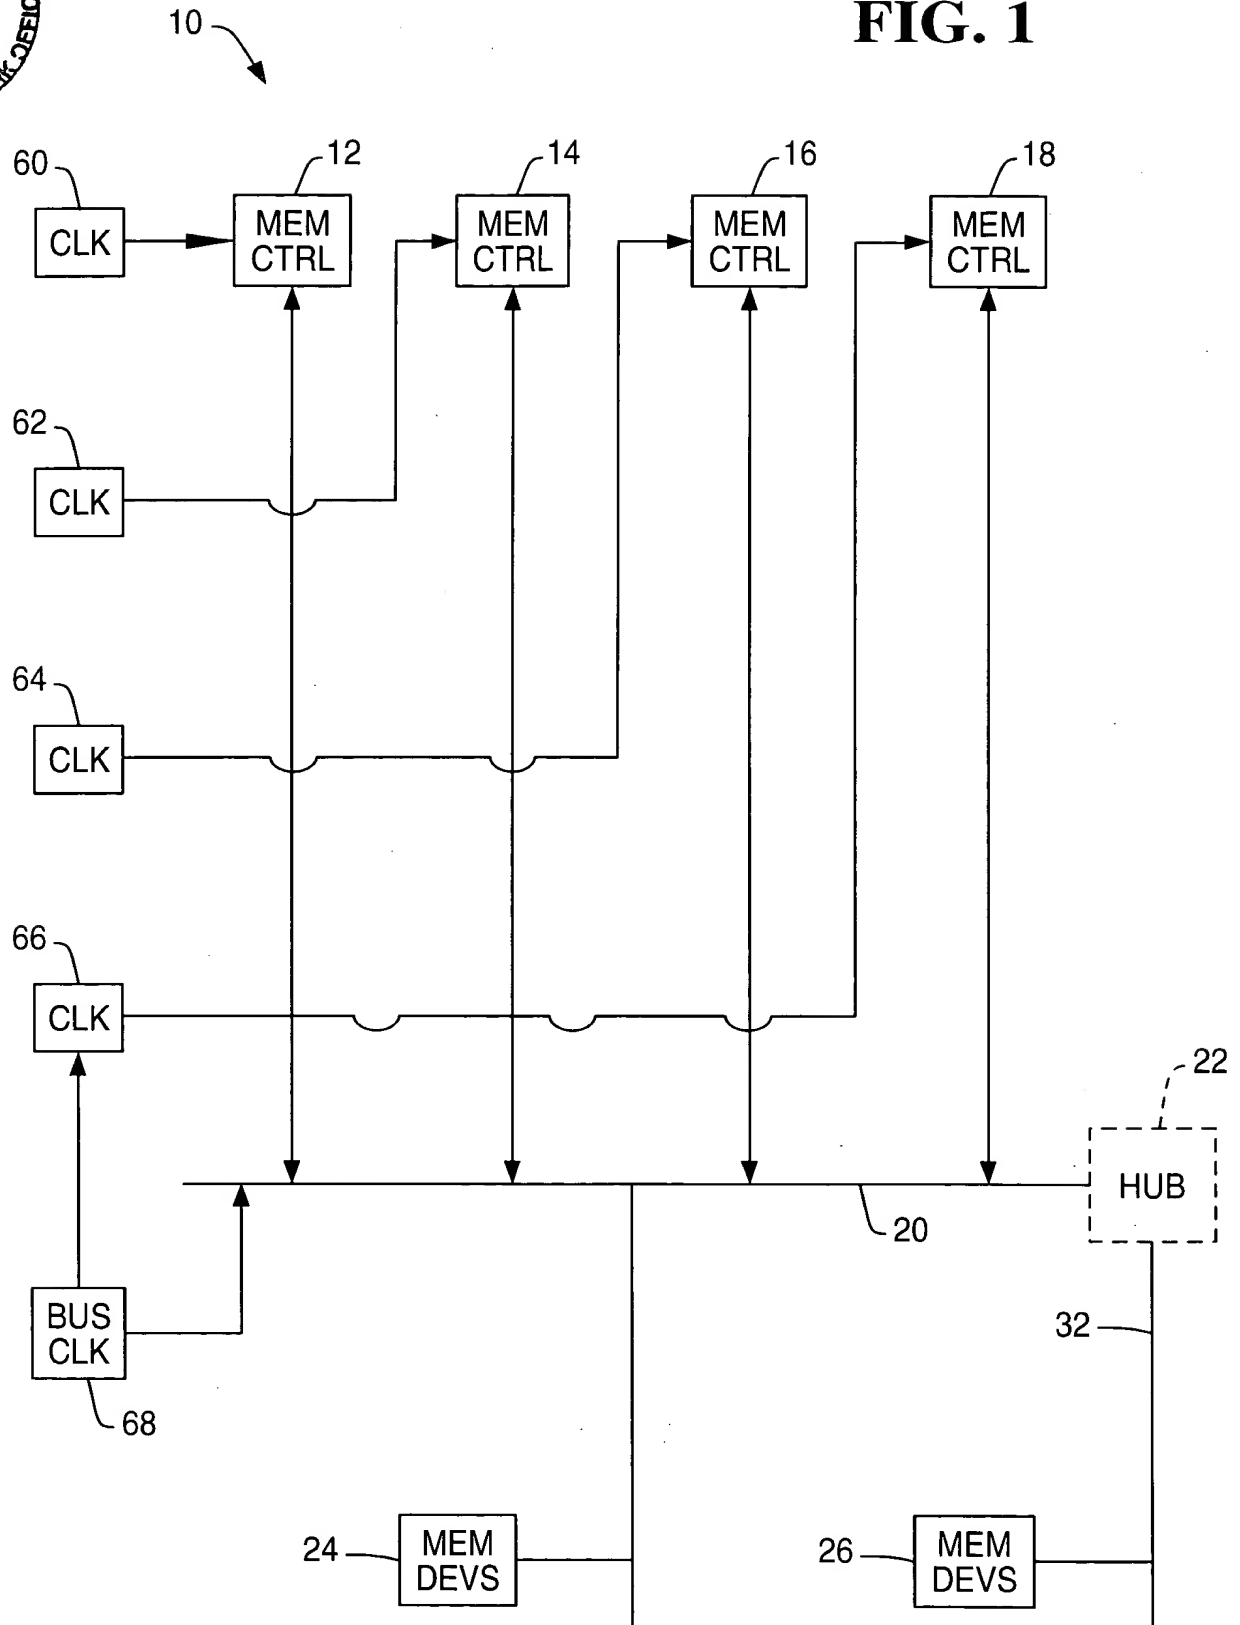 FIG. 1
10
60
12
14
16
18
CLK
MEM
CTRL
MEM
CTRL
MEM
CTRL
MEM
CTRL
62
CLK
64
CLK
66
CLK
22
HUB
20
BUS
CLK
32
68
24
MEM
DEVS
26
MEM
DEVS